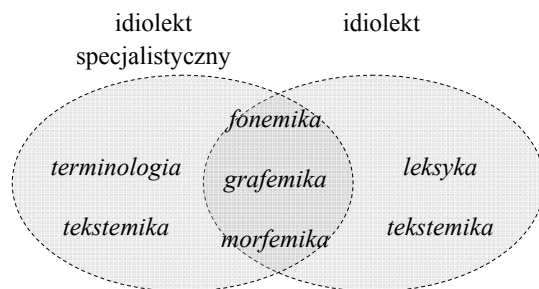 idiolekt
specjalistyczny
idiolekt
fonemika
terminologia
grafemika
leksyka
tekstemika
morfemika
tekstemika